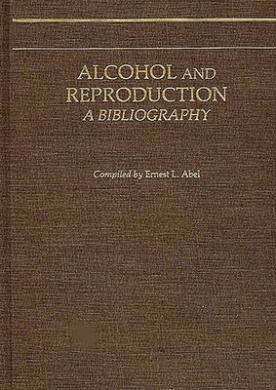 ALCOHOL AND
REPRODUCTION
A BIBLIOGRAPHY
Compiled by Ernest L. Abel